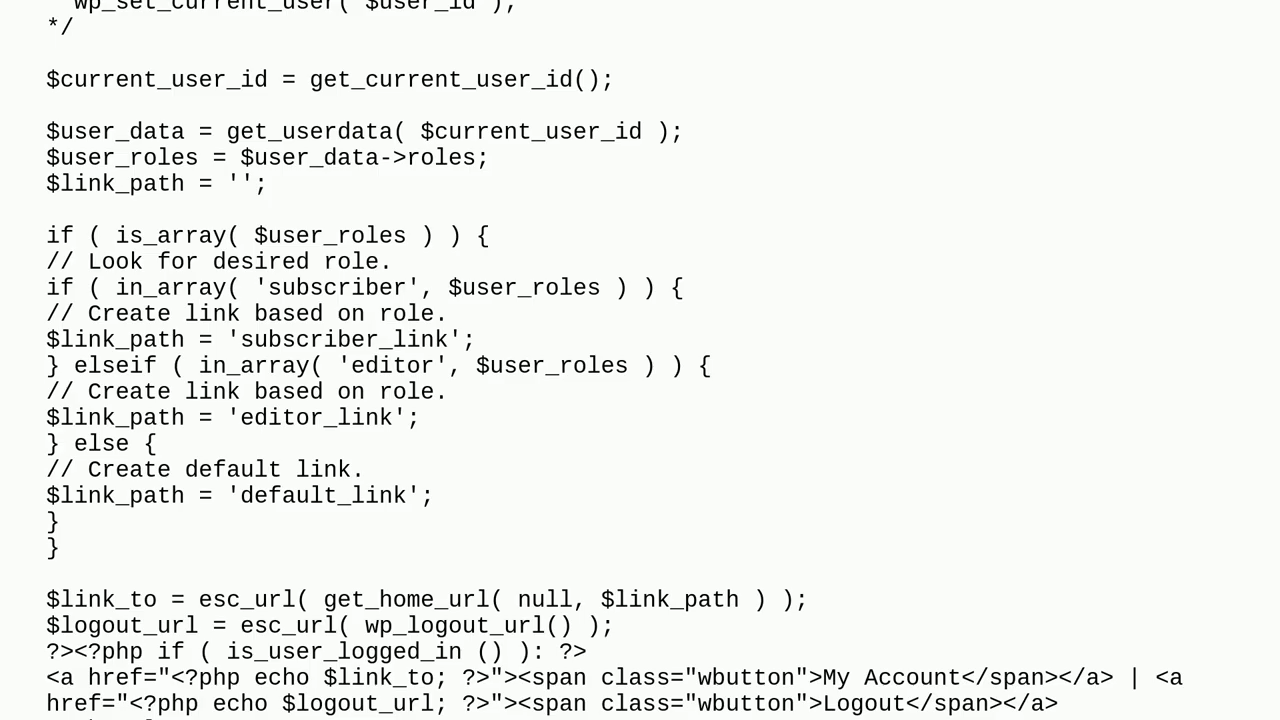 wp_set_current_user( $user_id );
*/
$current_user_id = get_current_user_id();
$user_data = get_userdata( $current_user_id );
$user_roles = $user_data->roles;
$link_path = '';
if ( is_array( $user_roles ) ) {
// Look for desired role.
if ( in_array( 'subscriber', $user_roles ) ) {
// Create link based on role.
$link_path = 'subscriber_link';
} elseif ( in_array( 'editor', $user_roles ) ) {
// Create link based on role.
$link_path = 'editor_link';
} else {
// Create default link.
$link_path = 'default_link';
}
}
$link_to = esc_url( get_home_url( null, $link_path ) );
$logout_url = esc_url( wp_logout_url() );
?><?php if ( is_user_logged_in () ): ?>
<a href="<?php echo $link_to; ?>"><span class="wbutton">My Account</span></a> | <a
href="<?php echo $logout_url; ?>"><span class="wbutton">Logout</span></a>